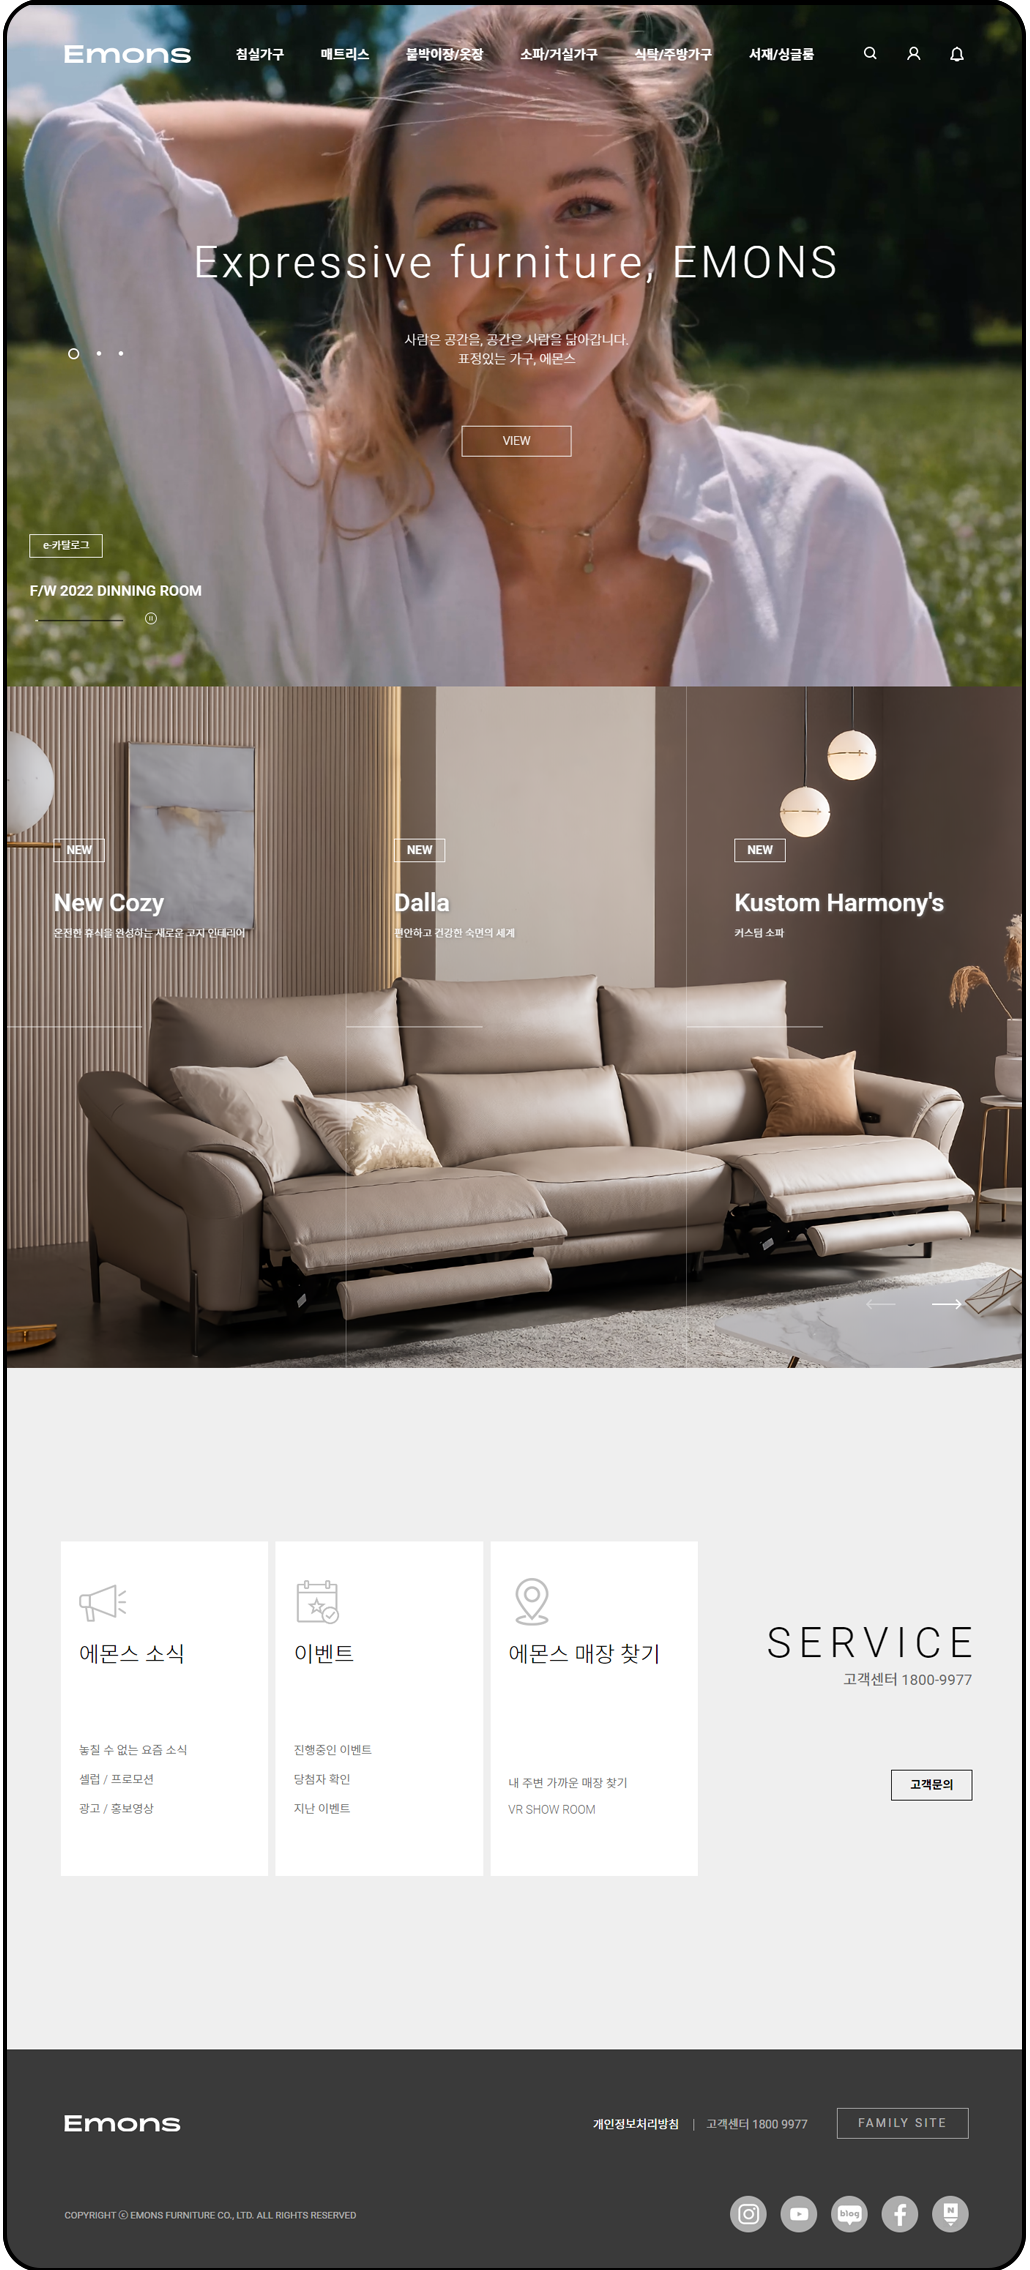 Emons
침실가구 매트리스 붙박이장/옷장 소파/거실가구 식탁/주방가구 서재/싱글룸
Expressive furniture, EMONS
사람은 공간을, 공간은 사람을 닮아갑니다.
표정있는 가구, 에몬스
VIEW
e-카탈로그
F/W 2022 DINNING ROOM
NEW
New Cozy
온전한 휴식을 완성하는 새로운 코지 인테리어
NEW
Dalla
편안하고 건강한 숙면의 세계
NEW
Kustom Harmony's
커스텀 소파
에몬스 소식
놓칠 수 없는 요즘 소식
셀럽 / 프로모션
광고 / 홍보영상
이벤트
진행중인 이벤트
당첨자 확인
지난 이벤트
에몬스 매장 찾기
내 주변 가까운 매장 찾기
VR SHOW ROOM
SERVICE
고객센터 1800-9977
고객문의
Emons
개인정보처리방침 | 고객센터 1800 9977
FAMILY SITE
COPYRIGHT ⓒ EMONS FURNITURE CO., LTD. ALL RIGHTS RESERVED
blog
N